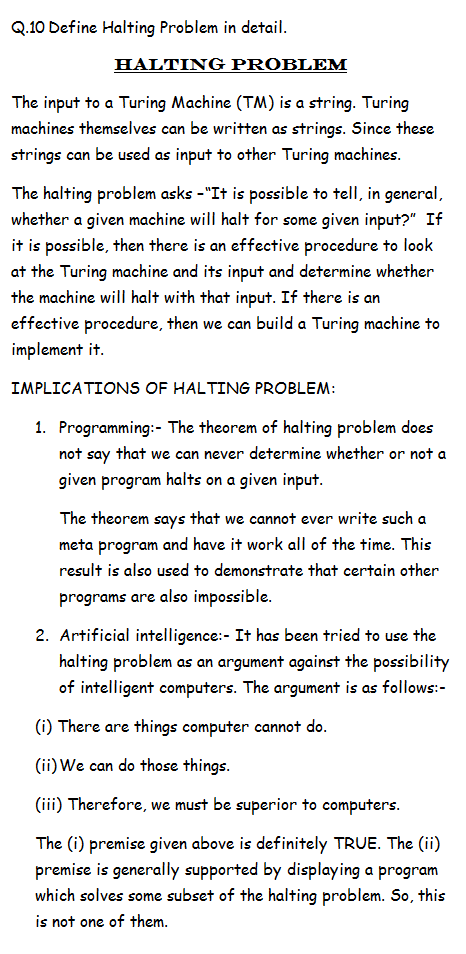 Q.10 Define Halting Problem in detail.
HALTING PROBLEM
The input to a Turing Machine (TM) is a string. Turing
machines themselves can be written as strings. Since these
strings can be used as input to other Turing machines.
The halting problem asks -"It is possible to tell, in general,
whether a given machine will halt for some given input?" If
it is possible, then there is an effective procedure to look
at the Turing machine and its input and determine whether
the machine will halt with that input. If there is an
effective procedure, then we can build a Turing machine to
implement it.
IMPLICATIONS OF HALTING PROBLEM:
1. Programming:- The theorem of halting problem does
not say that we can never determine whether or not a
given program halts on a given input.
The theorem says that we cannot ever write such a
meta program and have it work all of the time. This
result is also used to demonstrate that certain other
programs are also impossible.
2. Artificial intelligence:- It has been tried to use the
halting problem as an argument against the possibility
of intelligent computers. The argument is as follows:-
(i) There are things computer cannot do.
(ii) We can do those things.
(iii) Therefore, we must be superior to computers.
The (i) premise given above is definitely TRUE. The (ii)
premise is generally supported by displaying a program
which solves some subset of the halting problem. So, this
is not one of them.